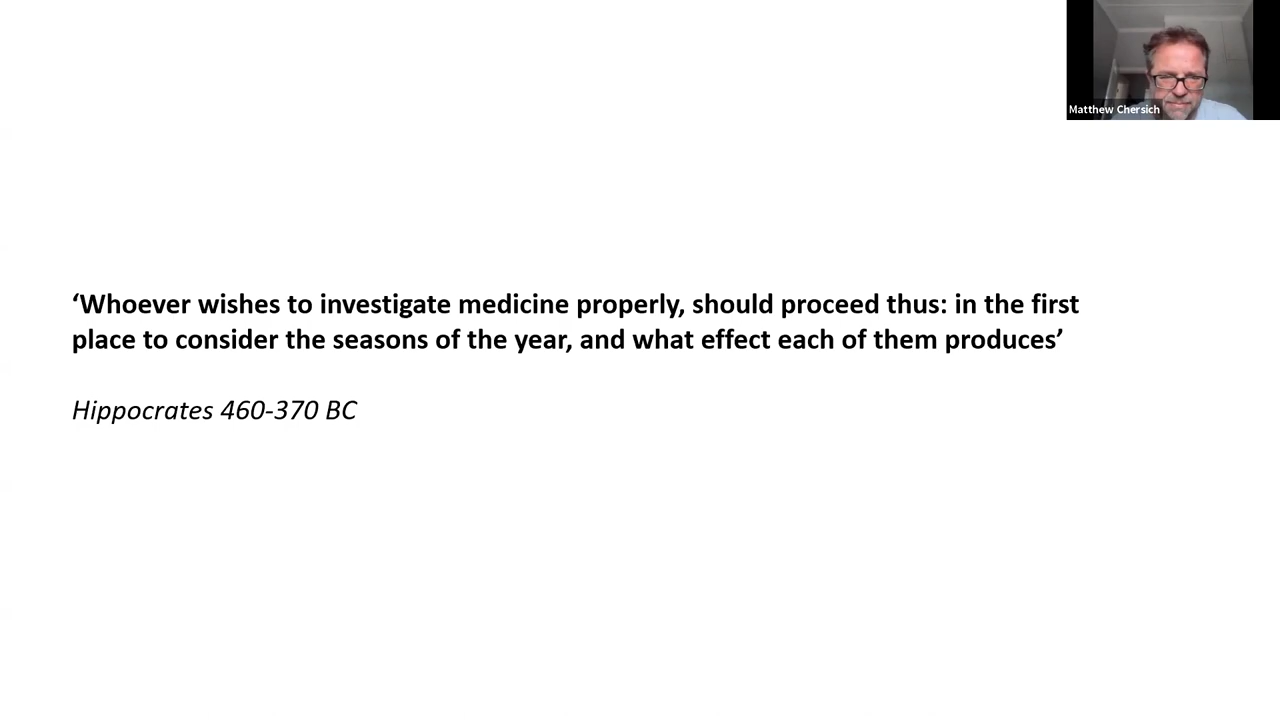 Matthew Chersich
‘Whoever wishes to investigate medicine properly, should proceed thus: in the first
place to consider the seasons of the year, and what effect each of them produces’
Hippocrates 460-370 BC